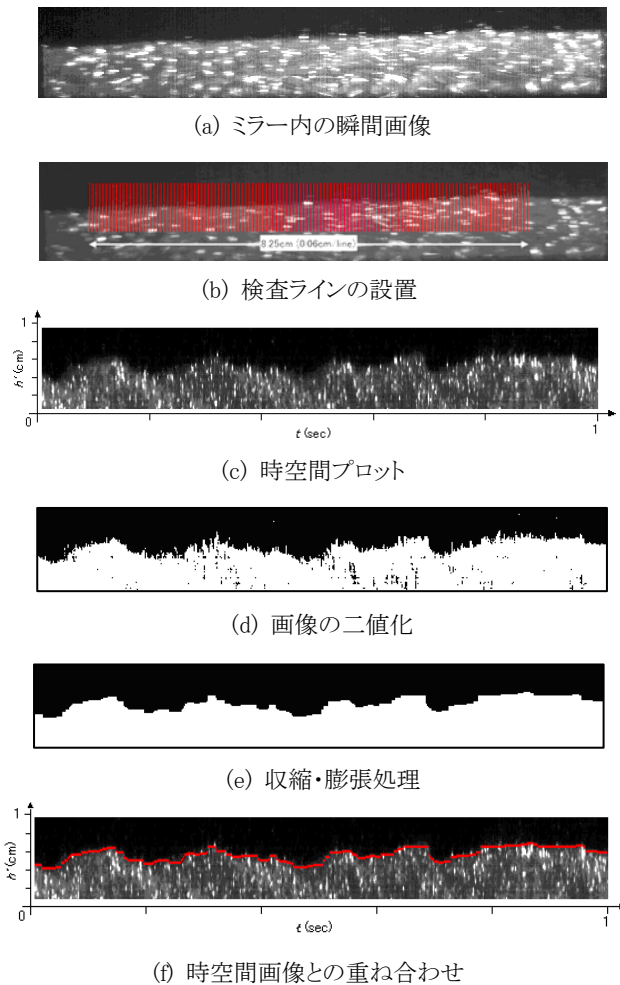 (a) ミラー内の瞬間画像
8.25cm (0.06cm/line)
(b) 検査ラインの設置
1
h'(cm)
0
t (sec)
1
(c) 時空間プロット
(d) 画像の二値化
(e) 収縮・膨張処理
1
h'(cm)
0
t (sec)
1
(f) 時空間画像との重ね合わせ